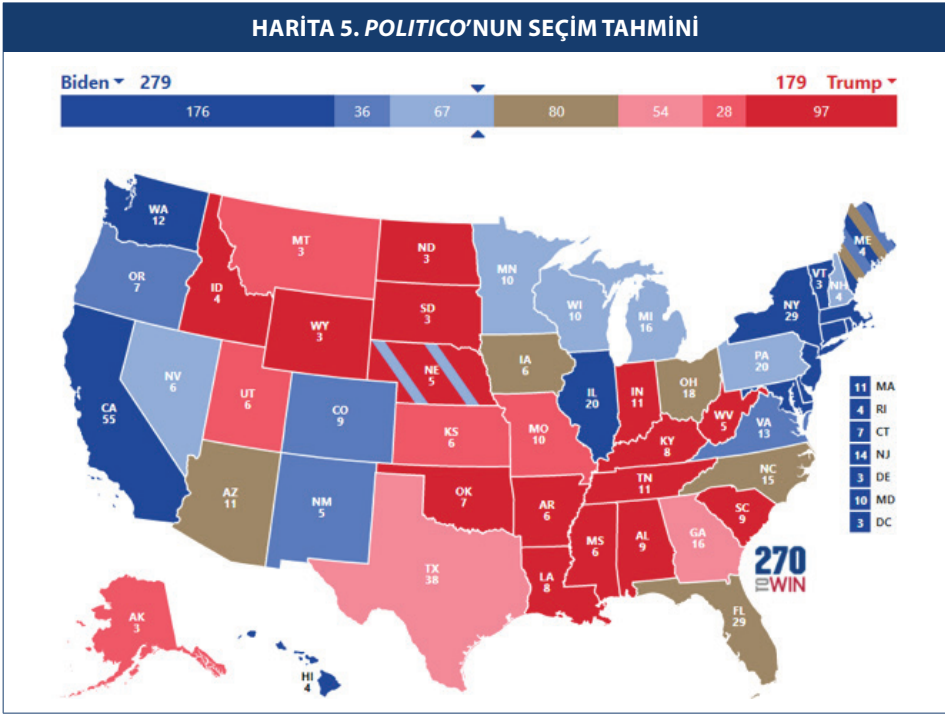 HARİTA 5. POLITICO’NUN SEÇİM TAHMİNİ
Biden 279
179 Trump
176 36 67 80 54 28 97
WA
12
OR
7
CA
55
NV
6
ID
4
MT
3
WY
3
UT
6
AZ
11
CO
9
NM
5
ND
3
SD
3
NE
5
KS
6
OK
7
TX
38
MN
10
IA
6
MO
10
AR
6
LA
8
WI
10
IL
20
MI
16
IN
11
OH
18
KY
8
TN
11
MS
6
AL
9
GA
16
FL
29
SC
9
NC
15
VA
13
WV
5
PA
20
NY
29
VT
3
NH
4
ME
4
11 MA
4 RI
7 CT
14 NJ
3 DE
10 MD
3 DC
AK
3
HI
4
270
TO WIN